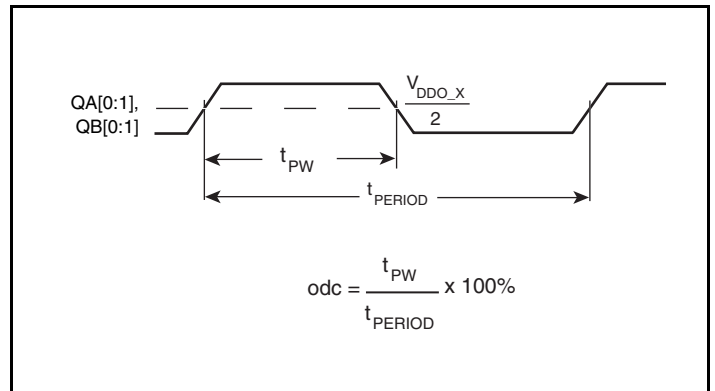 QA[0:1],
QB[0:1]
V_DDO_X
2
t_PW
t_PERIOD
odc = t_PW / t_PERIOD x 100%